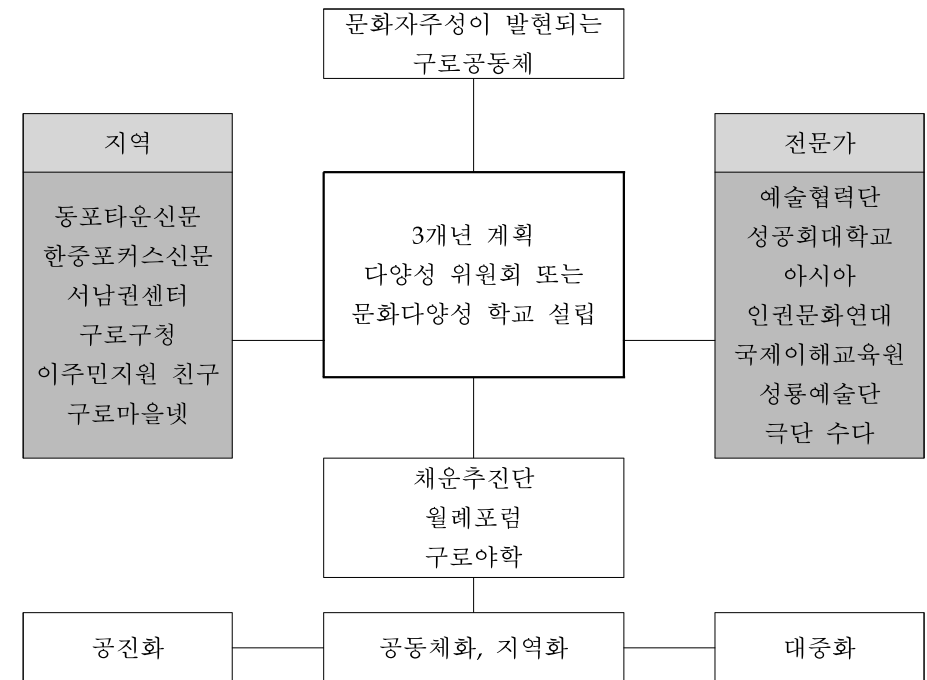 문화자주성이 발현되는
구로공동체
지역
동포타운신문
한중포커스신문
서남권센터
구로구청
이주민지원 친구
구로마을넷
3개년 계획
다양성 위원회 또는
문화다양성 학교 설립
전문가
예술협력단
성공회대학교
아시아
인권문화연대
국제이해교육원
성룡예술단
극단 수다
채운추진단
월례포럼
구로야학
공진화
공동체화, 지역화
대중화